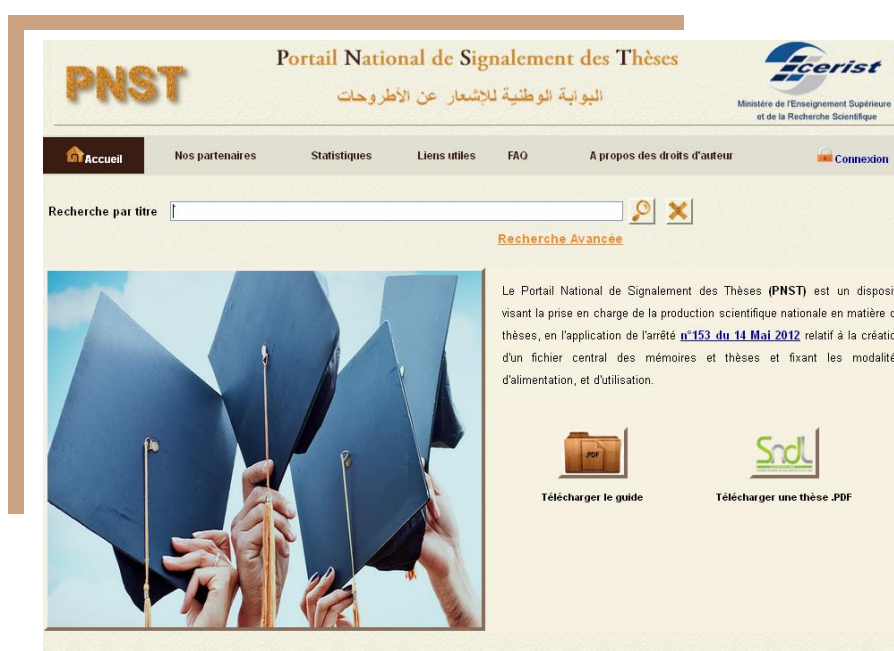 PNST
Portail National de Signalement des Thèses
البوابة الوطنية للإشعار عن الأطروحات
cerist
Ministère de l'Enseignement Supérieure
et de la Recherche Scientifique
Accueil
Nos partenaires
Statistiques
Liens utiles
FAQ
A propos des droits d'auteur
Connexion
Recherche par titre
Recherche Avancée
Le Portail National de Signalement des Thèses (PNST) est un disposi
visant la prise en charge de la production scientifique nationale en matière
thèses, en l'application de l'arrêté n°153 du 14 Mai 2012 relatif à la créatio
d'un fichier central des mémoires et thèses et fixant les modalité
d'alimentation, et d'utilisation.
.PDF
Sndl
Télécharger le guide
Télécharger une thèse .PDF